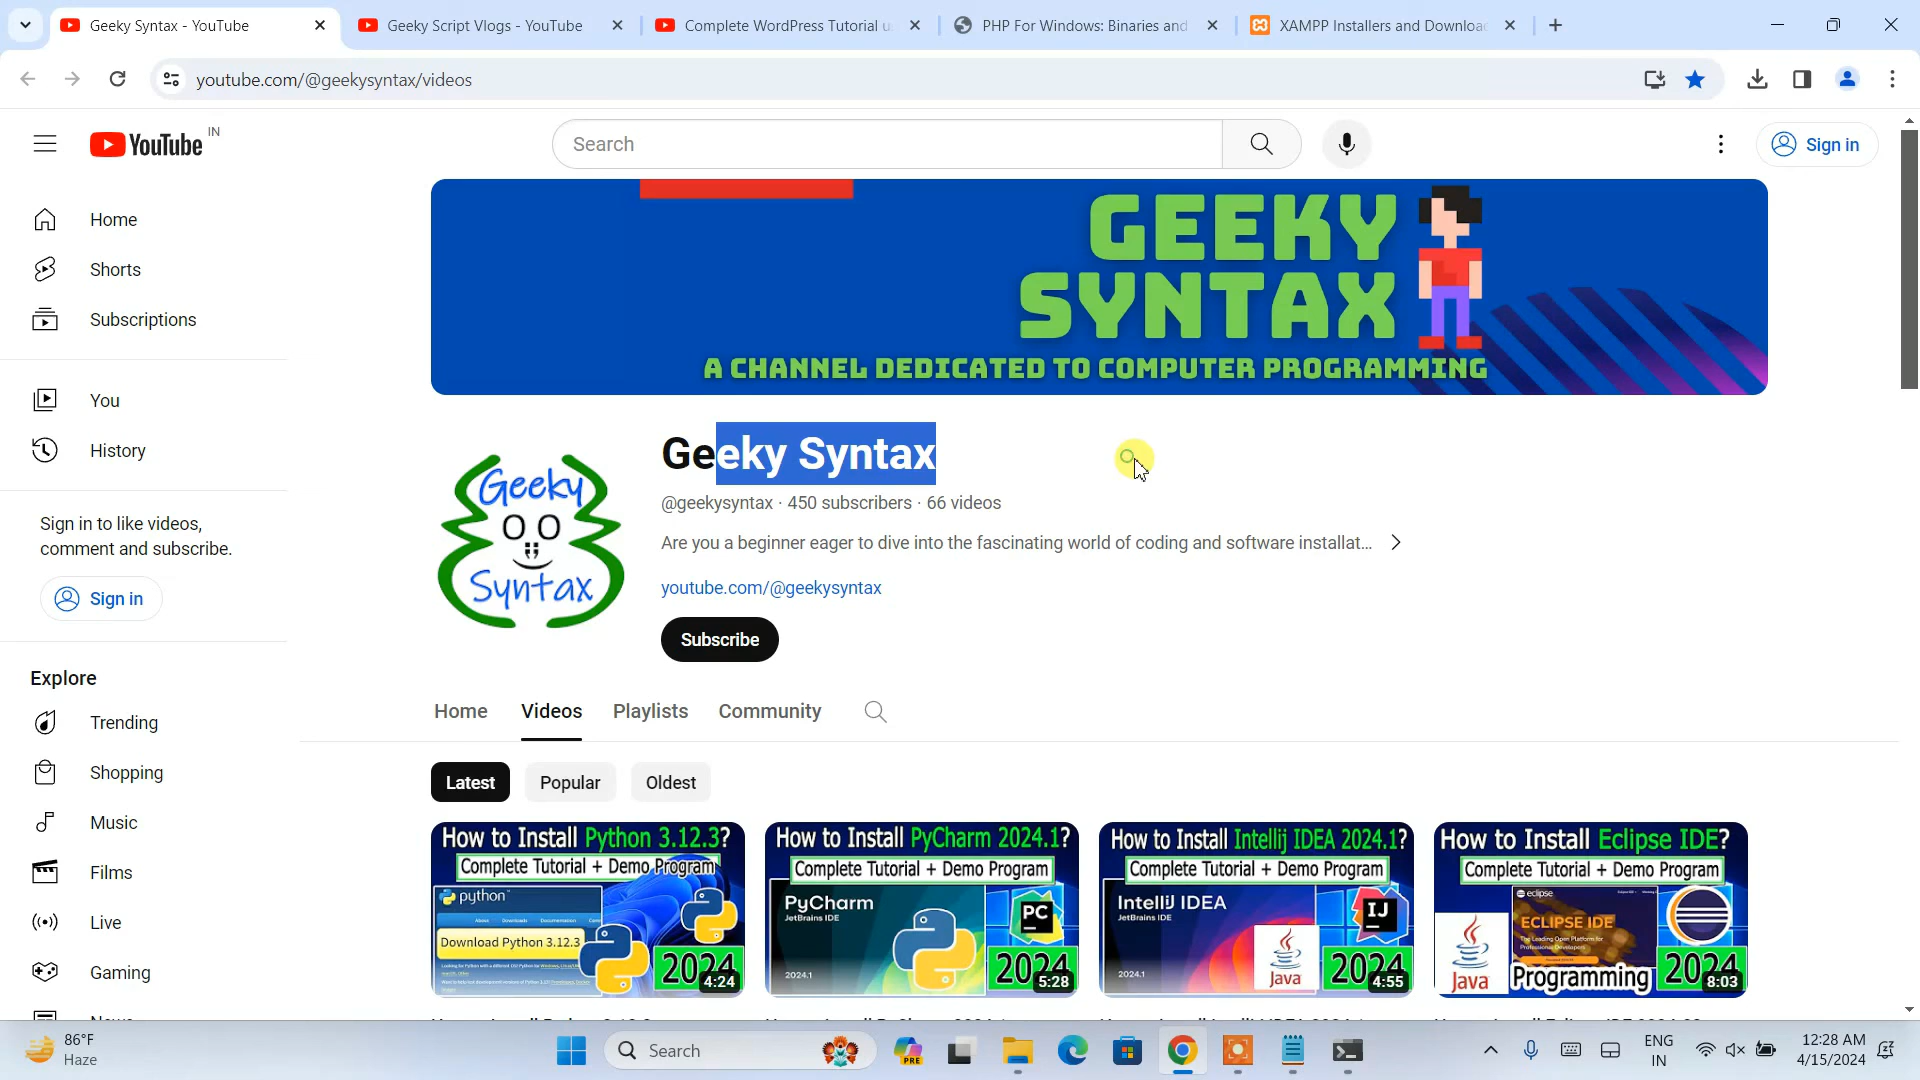 Geeky Syntax - YouTube
Geeky Script Vlogs - YouTube
Complete WordPress Tutorial u
PHP For Windows: Binaries and
XAMPP Installers and Downloa
youtube.com/@geekysyntax/videos
YouTube IN
Search
Sign in
Home
Shorts
Subscriptions
You
History
Sign in to like videos,
comment and subscribe.
Sign in
Explore
Trending
Shopping
Music
Films
Live
Gaming
GEEKY
SYNTAX
A CHANNEL DEDICATED TO COMPUTER PROGRAMMING
Geeky
Syntax
Geeky Syntax
@geekysyntax · 450 subscribers · 66 videos
Are you a beginner eager to dive into the fascinating world of coding and software installat...
youtube.com/@geekysyntax
Subscribe
Home
Videos
Playlists
Community
Latest
Popular
Oldest
How to Install Python 3.12.3?
Complete Tutorial + Demo Program
python
Download Python 3.12.3
2024
4:24
How to Install PyCharm 2024.1?
Complete Tutorial + Demo Program
PyCharm
JetBrains IDE
PC
2024.1
2024
5:28
How to Install Intellij IDEA 2024.1?
Complete Tutorial + Demo Program
IntelliJ IDEA
JetBrains IDE
IJ
2024.1
Java
2024
4:55
How to Install Eclipse IDE?
Complete Tutorial + Demo Program
eclipse
ECLIPSE IDE
Java
Programming
2024
8:03
86°F
Haze
Search
PRE
ENG
IN
12:28 AM
4/15/2024